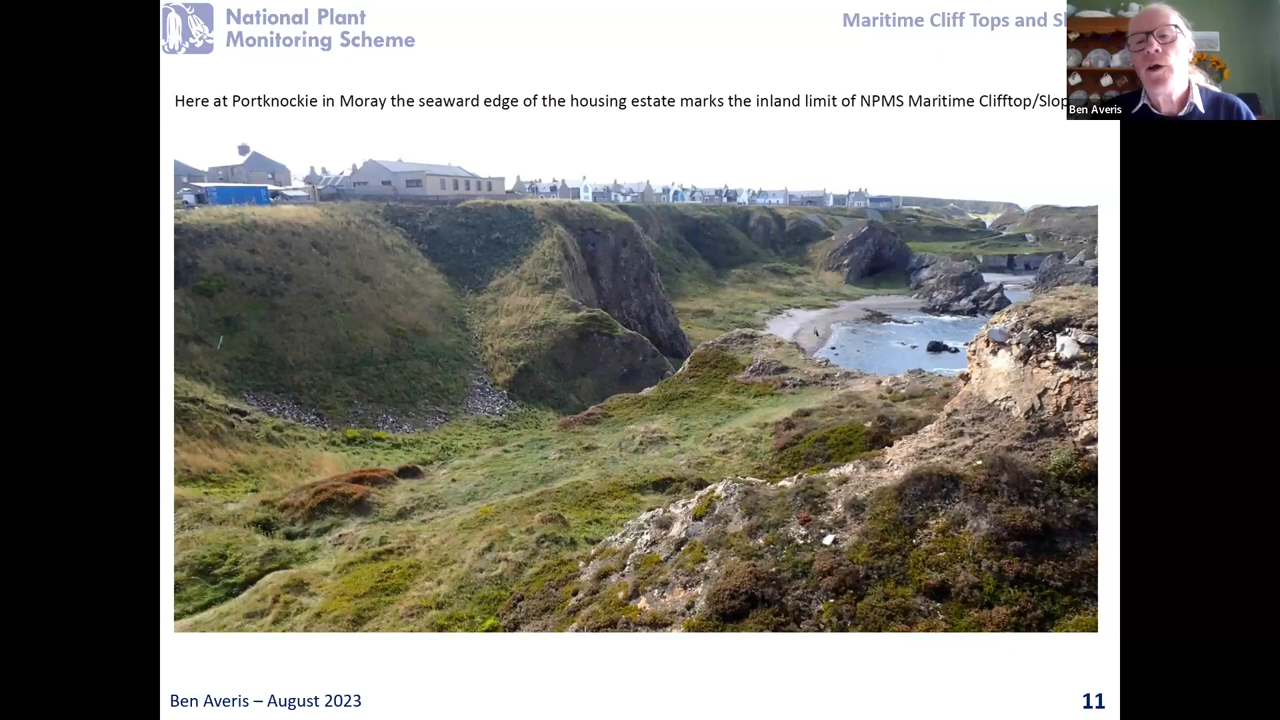 National Plant
Monitoring Scheme
Maritime Cliff Tops and
Here at Portknockie in Moray the seaward edge of the housing estate marks the inland limit of NPMS Maritime Clifftop/
Ben Averis
Ben Averis – August 2023
11